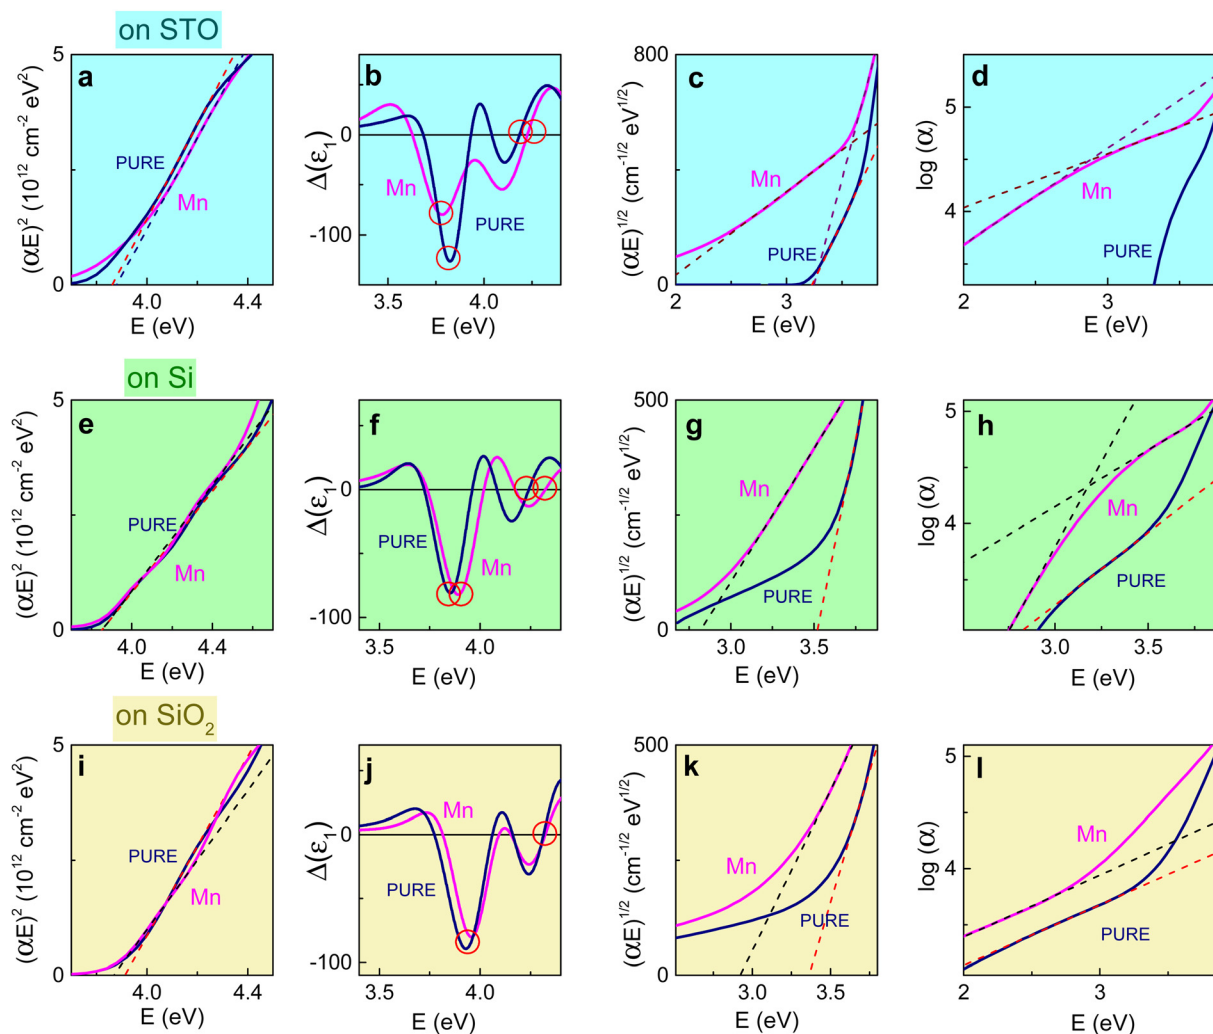 on STO
a
5
0
(αE)² (10¹² cm⁻² eV²)
PURE
Mn
4.0
4.4
E (eV)
b
0
-100
Δ(ε₁)
Mn
PURE
3.5
4.0
E (eV)
c
800
0
(αE)^1/2 (cm^-1/2 eV^1/2)
Mn
PURE
2
3
E (eV)
d
5
4
log (α)
Mn
PURE
2
3
E (eV)
on Si
e
5
0
(αE)² (10¹² cm⁻² eV²)
PURE
Mn
4.0
4.4
E (eV)
f
0
-100
Δ(ε₁)
PURE
Mn
3.5
4.0
E (eV)
g
500
0
(αE)^1/2 (cm^-1/2 eV^1/2)
Mn
PURE
3.0
3.5
E (eV)
h
5
4
log (α)
Mn
PURE
3.0
3.5
E (eV)
on SiO₂
i
5
0
(αE)² (10¹² cm⁻² eV²)
PURE
Mn
4.0
4.4
E (eV)
j
0
-100
Δ(ε₁)
Mn
PURE
3.5
4.0
E (eV)
k
500
0
(αE)^1/2 (cm^-1/2 eV^1/2)
Mn
PURE
3.0
3.5
E (eV)
l
5
4
log (α)
Mn
PURE
2
3
E (eV)